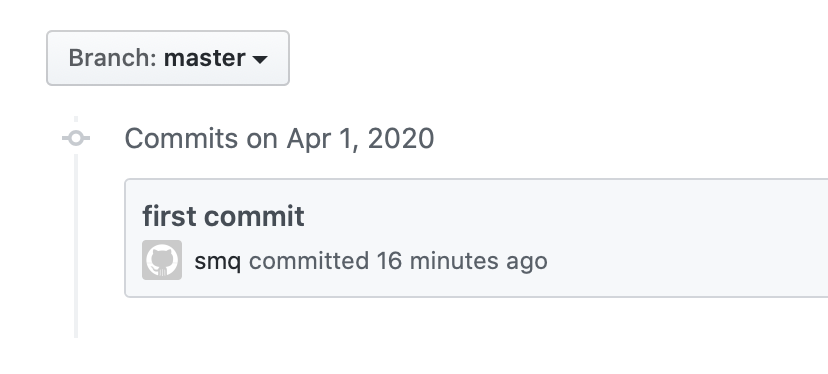 Branch: master
Commits on Apr 1, 2020
first commit
smq committed 16 minutes ago